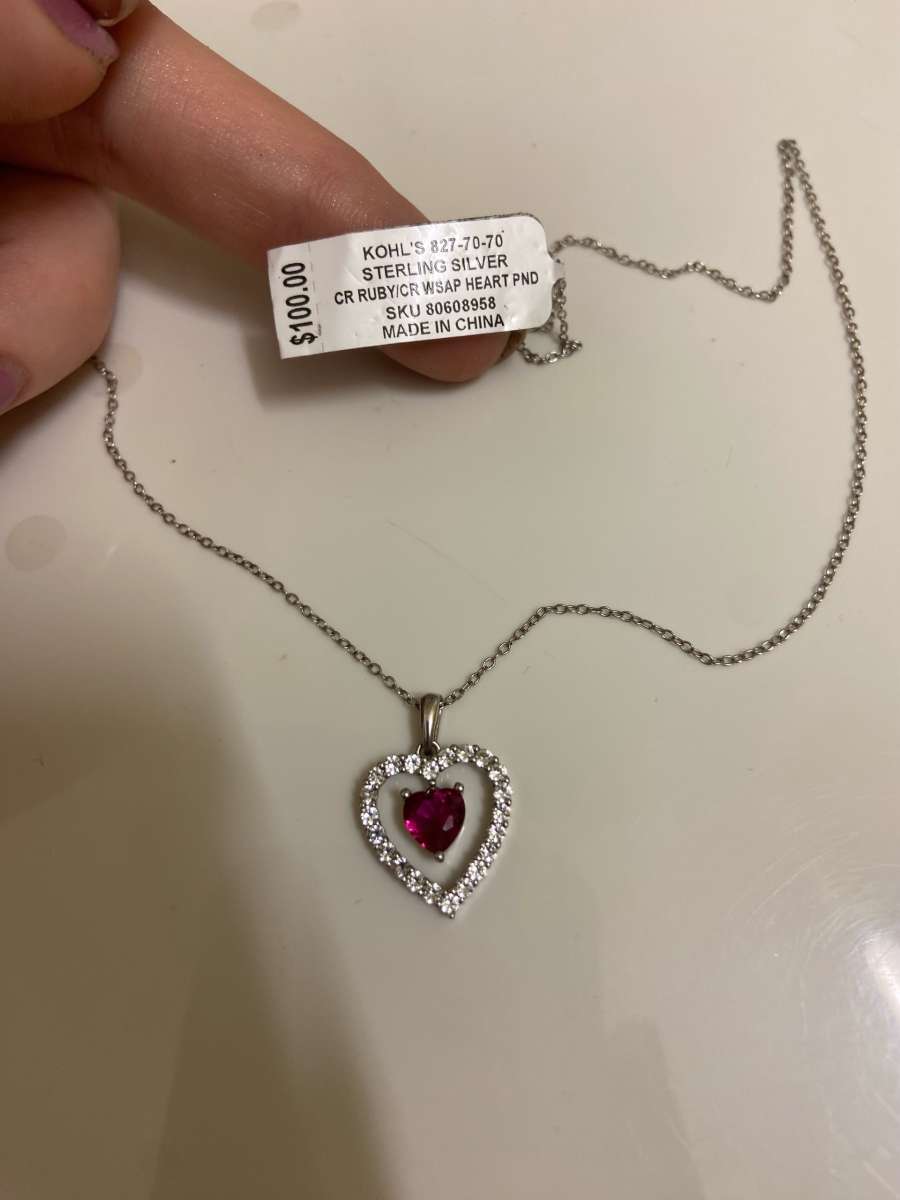 KOHL'S 827-70-70
STERLING SILVER
CR RUBY/CR WSAP HEART PND
SKU 80608958
MADE IN CHINA
$100.00